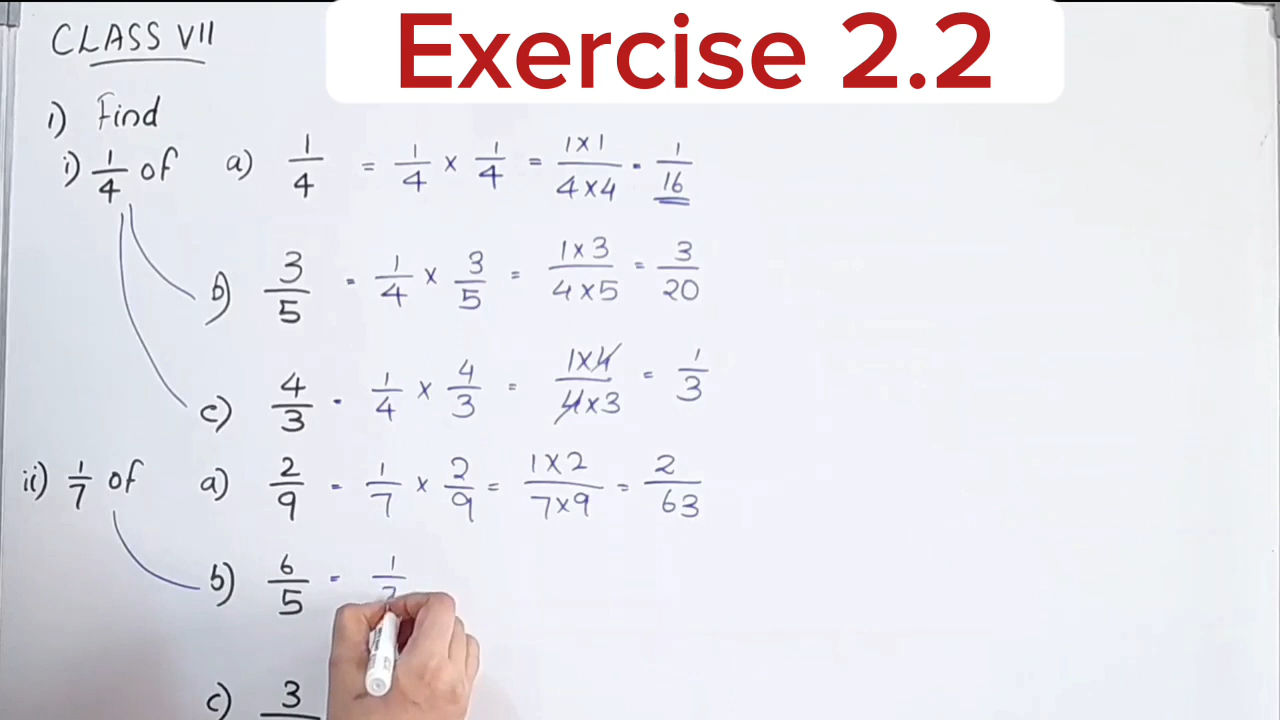 Exercise 2.2
CLASS VII
1) Find
i) 1/4 of a) 1/4 = 1/4 × 1/4 = 1×1/4×4 = 1/16
b) 3/5 = 1/4 × 3/5 = 1×3/4×5 = 3/20
c) 4/3 = 1/4 × 4/3 = 1×4/4×3 = 1/3
ii) 1/7 of a) 2/9 = 1/7 × 2/9 = 1×2/7×9 = 2/63
b) 6/5 = 1/
c) 3